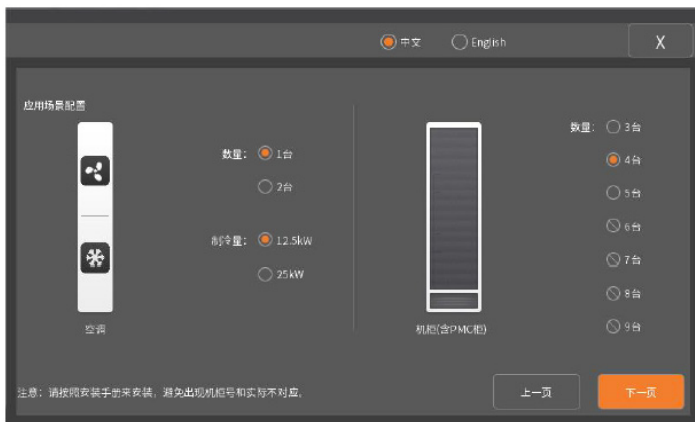 中文 English X
应用场景配置
数量： 1台
2台
制冷量： 12.5kW
25kW
空调
数量： 3台
4台
5台
6台
7台
8台
9台
机柜(含PMC柜)
注意：请按照安装手册来安装，避免出现机柜号和实际不对应。
上一页 下一页